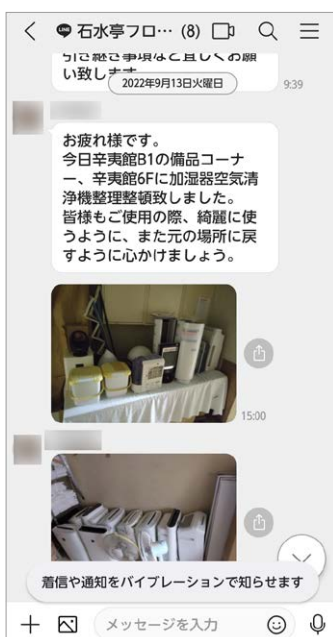 石水亭フロ… (8)
引き継ぎ事項など宜しくお願
い致します
2022年9月13日火曜日
9:39
お疲れ様です。
今日辛夷館B1の備品コーナ
ー、辛夷館6Fに加湿器空気清
浄機整理整頓致しました。
皆様もご使用の際、綺麗に使
うように、また元の場所に戻
すように心かけましょう。
15:00
着信や通知をバイブレーションで知らせます
メッセージを入力